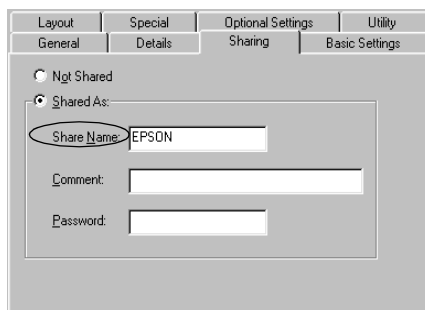 Layout Special Optional Settings Utility
General Details Sharing Basic Settings
Not Shared
Shared As:
Share Name: EPSON
Comment:
Password: